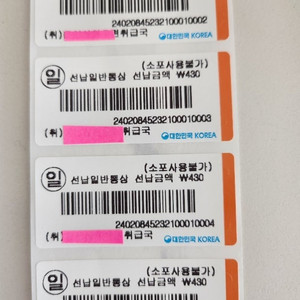 24020845232100010002
(취) 취급국 대한민국 KOREA
(소포사용불가)
일 선납일반통상 선납금액 ₩430
24020845232100010003
(취) 취급국 대한민국 KOREA
(소포사용불가)
일 선납일반통상 선납금액 ₩430
24020845232100010004
(취) 취급국 대한민국 KOREA
(소포사용불가)
일 선납일반통상 선납금액 ₩430